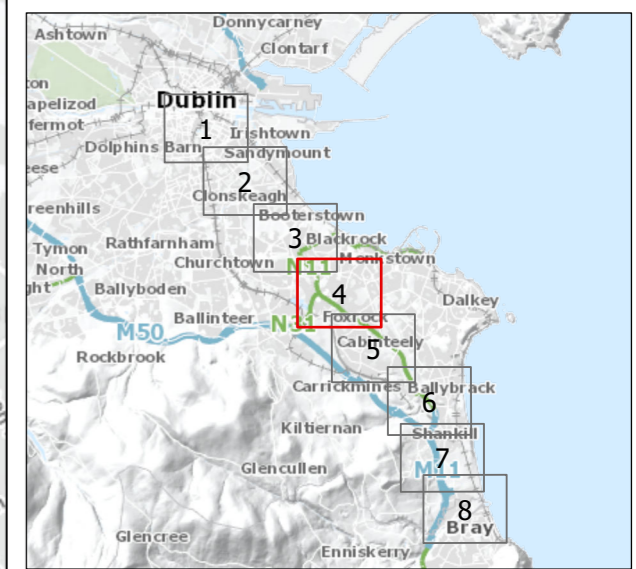 Donnycarney
Ashtown
Clontarf
ton
apelizod
Dublin
fermot
1
Irishtown
Dolphins Barn
Sandymount
eese
2
Clonskeagh
reenhills
Booterstown
3
Blackrock
Tymon
North
Rathfarnham
Churchtown
N11
Monkstown
ght
Ballyboden
4
Dalkey
M50
Ballinteer
N31
Foxrock
Cabinteely
5
Rockbrook
Carrickmines
Ballybrack
6
Kiltiernan
Shankill
7
Glencullen
M11
8
Bray
Glencree
Enniskerry